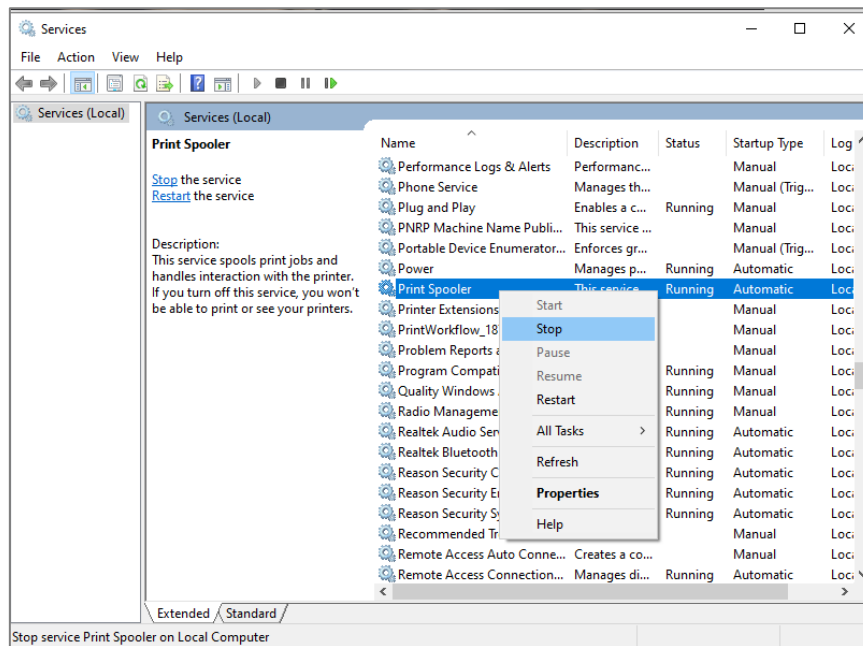 Services
File Action View Help
Services (Local)
Services (Local)
Print Spooler
Stop the service
Restart the service
Description:
This service spools print jobs and
handles interaction with the printer.
If you turn off this service, you won't
be able to print or see your printers.
Name Description Status Startup Type Log
Performance Logs & Alerts Performanc... Manual Loca
Phone Service Manages th... Manual (Trig... Loca
Plug and Play Enables a c... Running Manual Loca
PNRP Machine Name Publi... This service ... Manual Loca
Portable Device Enumerator... Enforces gr... Manual (Trig... Loca
Power Manages p... Running Automatic Loca
Print Spooler This service Running Automatic Loca
Printer Extensions Manual Loca
PrintWorkflow_18 Manual Loca
Problem Reports a Manual Loca
Program Compati Running Manual Loca
Quality Windows Running Manual Loca
Radio Manageme Running Manual Loca
Realtek Audio Ser Running Automatic Loca
Realtek Bluetooth Running Automatic Loca
Reason Security C Running Automatic Loca
Reason Security E Running Automatic Loca
Reason Security Sy Running Automatic Loca
Recommended Tr Manual Loca
Remote Access Auto Conne... Creates a co... Manual Loca
Remote Access Connection... Manages di... Running Automatic Loca
Start
Stop
Pause
Resume
Restart
All Tasks
Refresh
Properties
Help
Extended Standard
Stop service Print Spooler on Local Computer